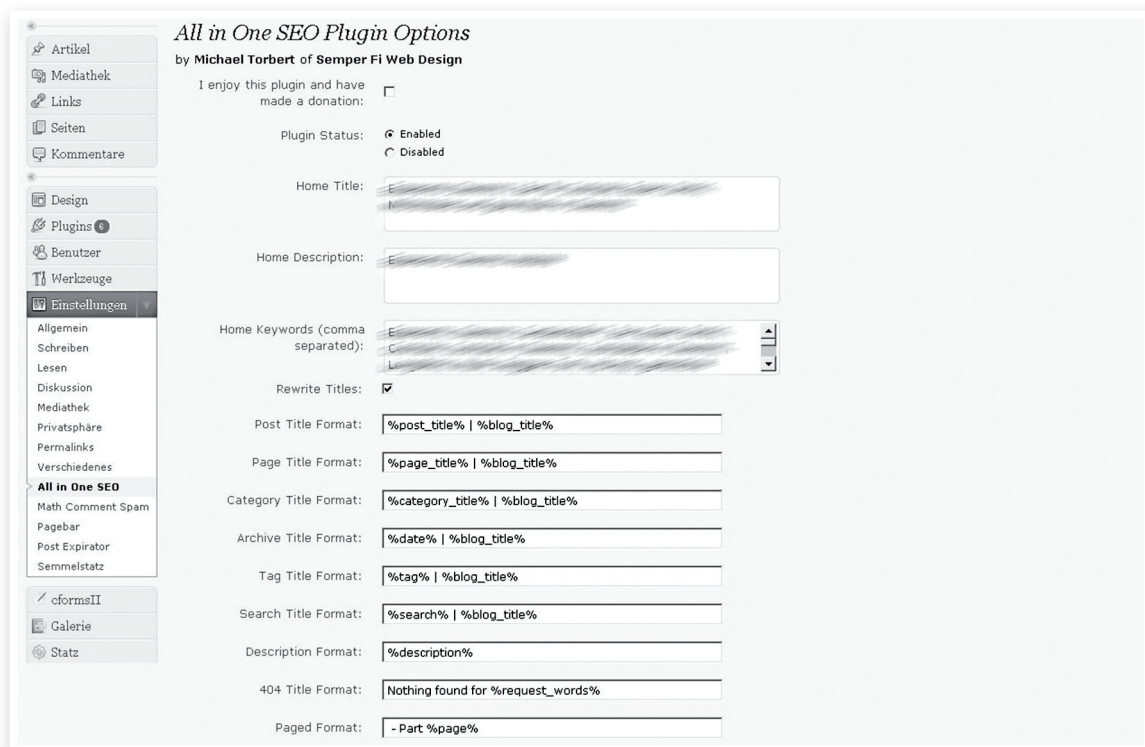 Artikel
Mediathek
Links
Seiten
Kommentare
Design
Plugins 6
Benutzer
Werkzeuge
Einstellungen
Allgemein
Schreiben
Lesen
Diskussion
Mediathek
Privatsphäre
Permalinks
Verschiedenes
All in One SEO
Math Comment Spam
Pagebar
Post Expirator
Semmelstatz
cformsII
Galerie
Statz
All in One SEO Plugin Options
by Michael Torbert of Semper Fi Web Design
I enjoy this plugin and have
made a donation:
Plugin Status:
Enabled
Disabled
Home Title:
Home Description:
Home Keywords (comma
separated):
Rewrite Titles:
Post Title Format: %post_title% | %blog_title%
Page Title Format: %page_title% | %blog_title%
Category Title Format: %category_title% | %blog_title%
Archive Title Format: %date% | %blog_title%
Tag Title Format: %tag% | %blog_title%
Search Title Format: %search% | %blog_title%
Description Format: %description%
404 Title Format: Nothing found for %request_words%
Paged Format: - Part %page%